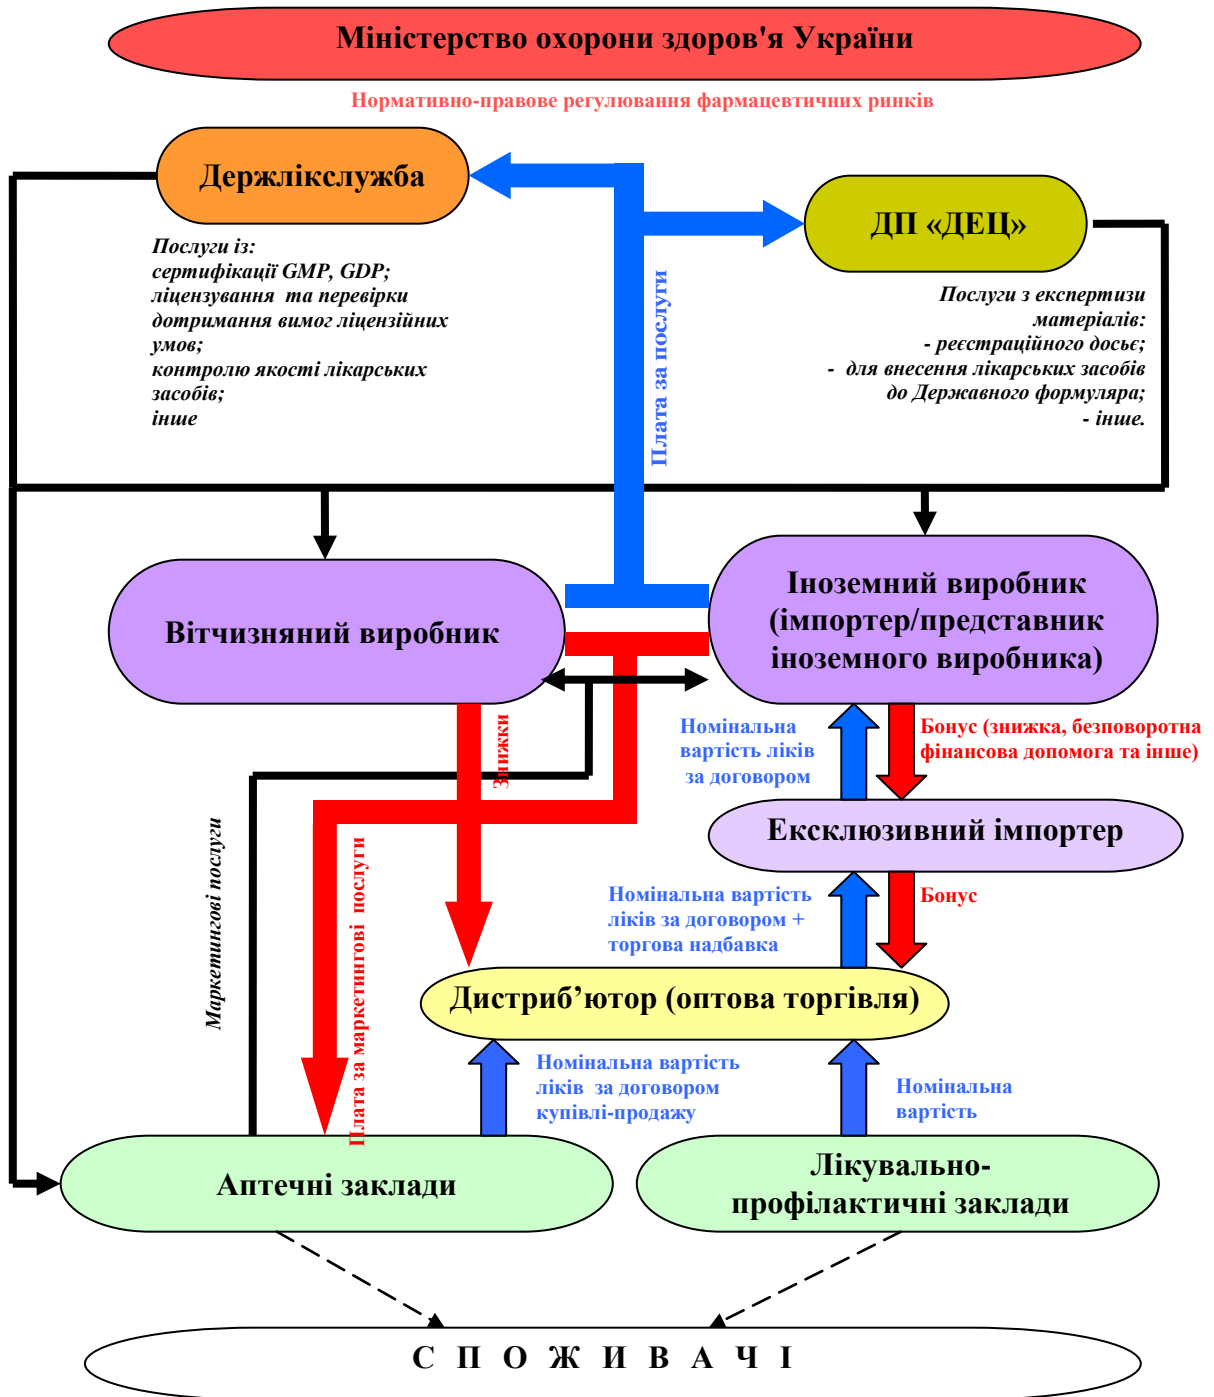 Міністерство охорони здоров'я України
Нормативно-правове регулювання фармацевтичних ринків
Держлікслужба
ДП «ДЕЦ»
Послуги із:
сертифікації GMP, GDP;
ліцензування та перевірки
дотримання вимог ліцензійних
умов;
контролю якості лікарських
засобів;
інше
Плата за послуги
Послуги з експертизи
матеріалів:
- реєстраційного досьє;
- для внесення лікарських засобів
до Державного формуляра;
- інше.
Вітчизняний виробник
Іноземний виробник
(імпортер/представник
іноземного виробника)
Знижки
Номінальна
вартість ліків
за договором
Бонус (знижка, безповоротна
фінансова допомога та інше)
Ексклюзивний імпортер
Маркетингові послуги
Плата за маркетингові послуги
Номінальна вартість
ліків за договором +
торгова надбавка
Бонус
Дистриб’ютор (оптова торгівля)
Номінальна вартість
ліків за договором
купівлі-продажу
Номінальна
вартість
Аптечні заклади
Лікувально-
профілактичні заклади
С П О Ж И В А Ч І